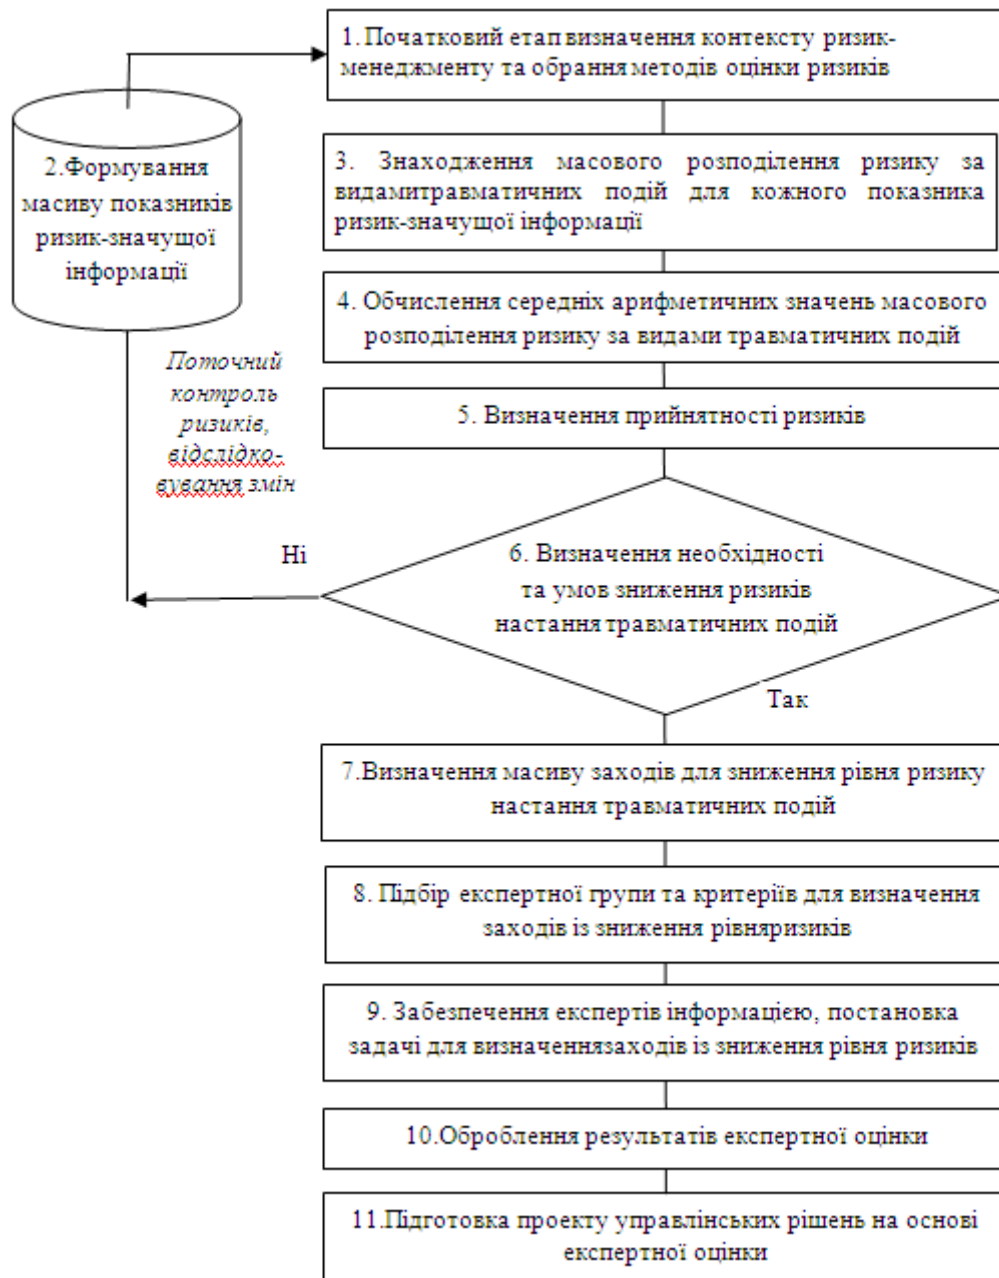 1. Початковий етап визначення контексту ризик-
менеджменту та обрання методів оцінки ризиків
2.Формування
масиву показників
ризик-значущої
інформації
3. Знаходження масового розподілення ризику за
видамитравматичних подій для кожного показника
ризик-значущої інформації
4. Обчислення середніх арифметичних значень масового
розподілення ризику за видами травматичних подій
Поточний
контроль
ризиків,
відслідко-
вування змін
5. Визначення прийнятності ризиків
Ні
6. Визначення необхідності
та умов зниження ризиків
настання травматичних подій
Так
7.Визначення масиву заходів для зниження рівня ризику
настання травматичних подій
8. Підбір експертної групи та критеріїв для визначення
заходів із зниження рівняризиків
9. Забезпечення експертів інформацією, постановка
задачі для визначеннязаходів із зниження рівня ризиків
10.Оброблення результатів експертної оцінки
11.Підготовка проекту управлінських рішень на основі
експертної оцінки